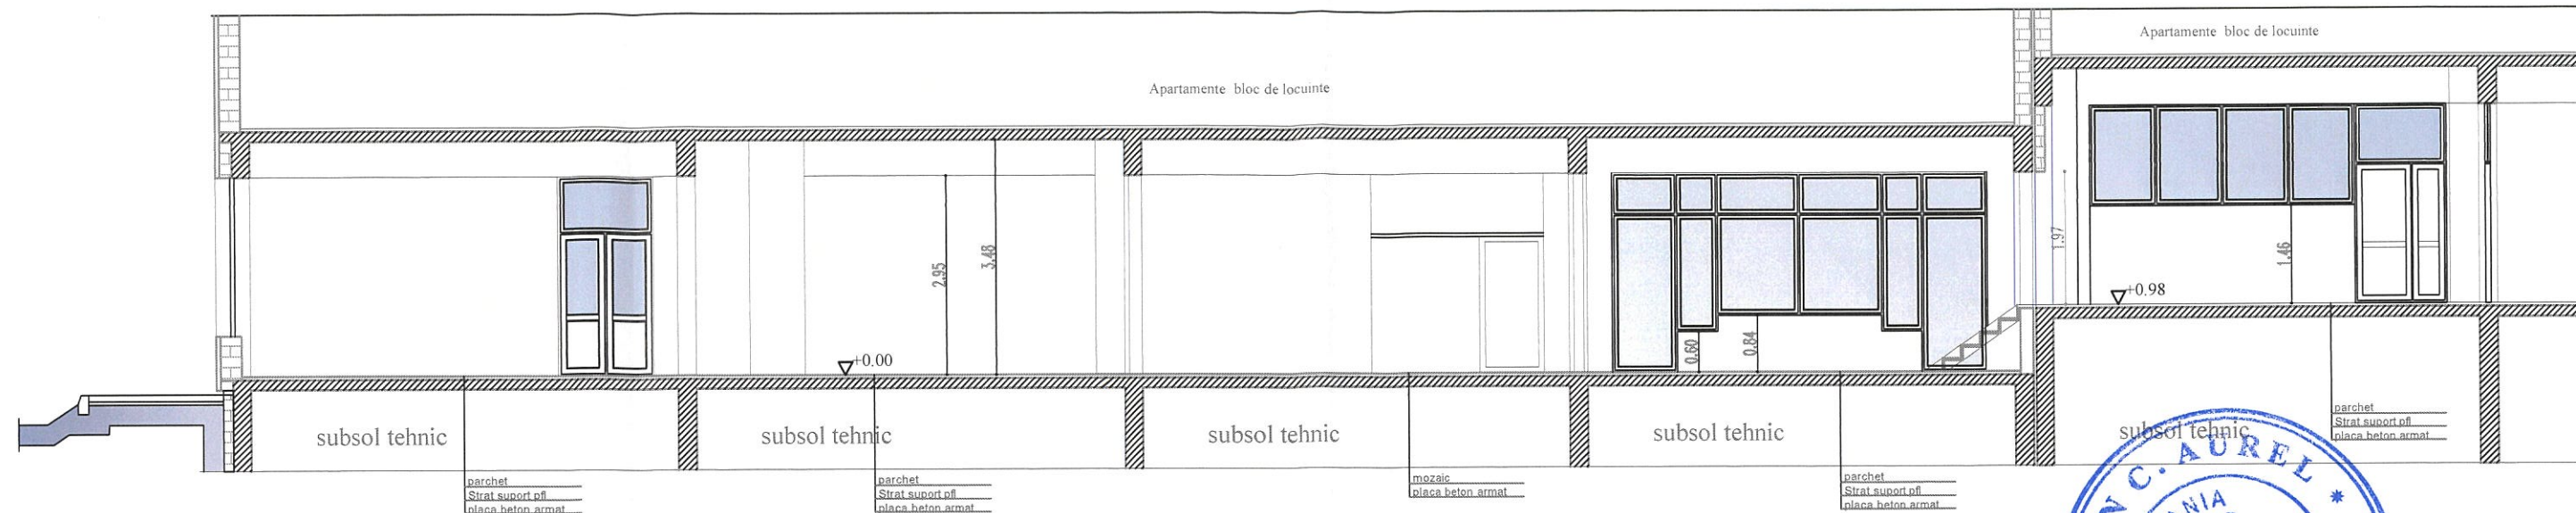 Apartamente bloc de locuinte
Apartamente bloc de locuinte
2.95
3.48
+0.00
0.60
0.84
1.97
+0.98
1.46
subsol tehnic
subsol tehnic
subsol tehnic
subsol tehnic
subsol tehnic
parchet
Strat suport pfl
placa beton armat
parchet
Strat suport pfl
placa beton armat
mozaic
placa beton armat
parchet
Strat suport pfl
placa beton armat
parchet
Strat suport pfl
placa beton armat
C. AUREL *